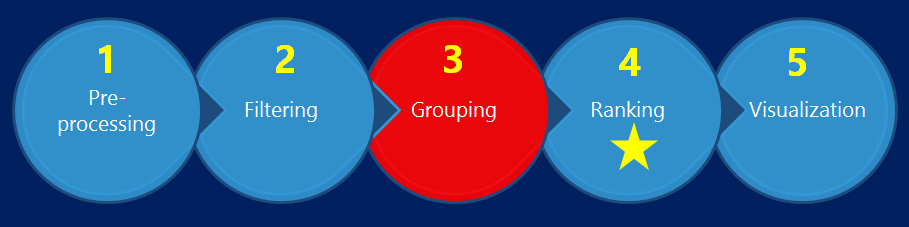 1
Pre-
processing
2
Filtering
3
Grouping
4
Ranking
5
Visualization